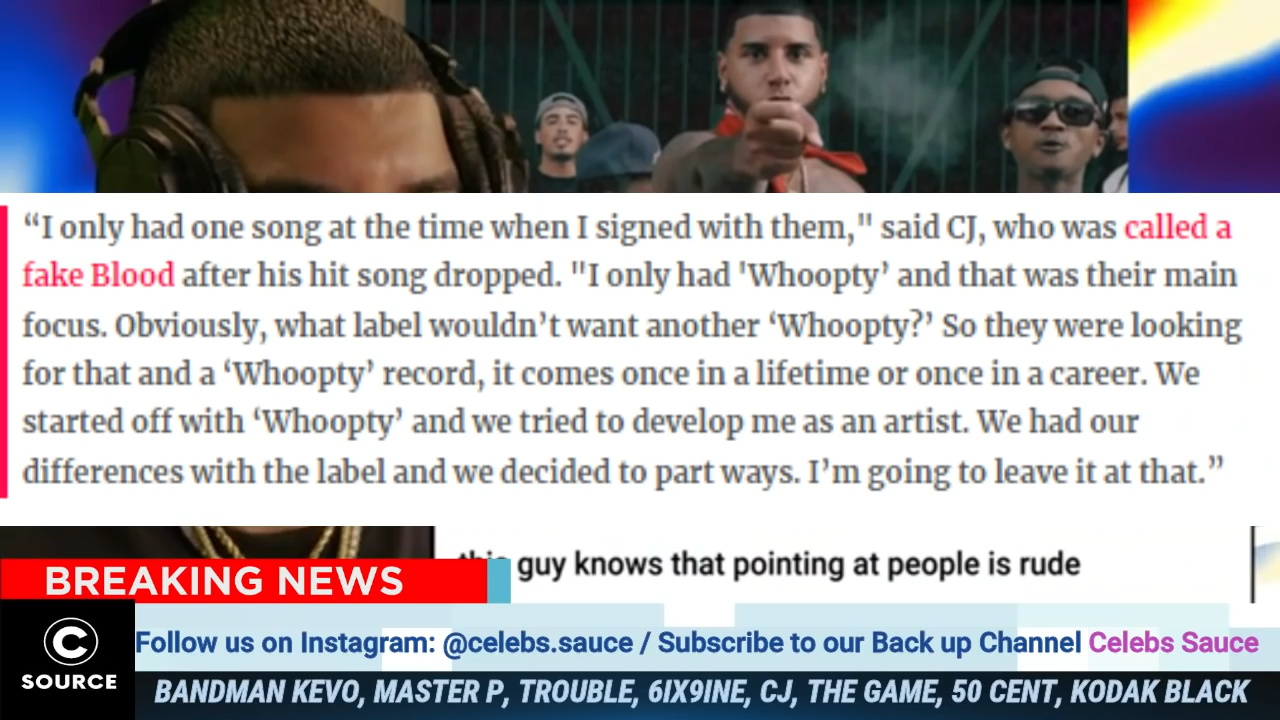 “I only had one song at the time when I signed with them," said CJ, who was called a
fake Blood after his hit song dropped. "I only had 'Whoopty’ and that was their main
focus. Obviously, what label wouldn’t want another ‘Whoopty?’ So they were looking
for that and a ‘Whoopty’ record, it comes once in a lifetime or once in a career. We
started off with ‘Whoopty’ and we tried to develop me as an artist. We had our
differences with the label and we decided to part ways. I’m going to leave it at that.”
this guy knows that pointing at people is rude
BREAKING NEWS
Follow us on Instagram: @celebs.sauce / Subscribe to our Back up Channel Celebs Sauce
C
SOURCE
BANDMAN KEVO, MASTER P, TROUBLE, 6IX9INE, CJ, THE GAME, 50 CENT, KODAK BLACK